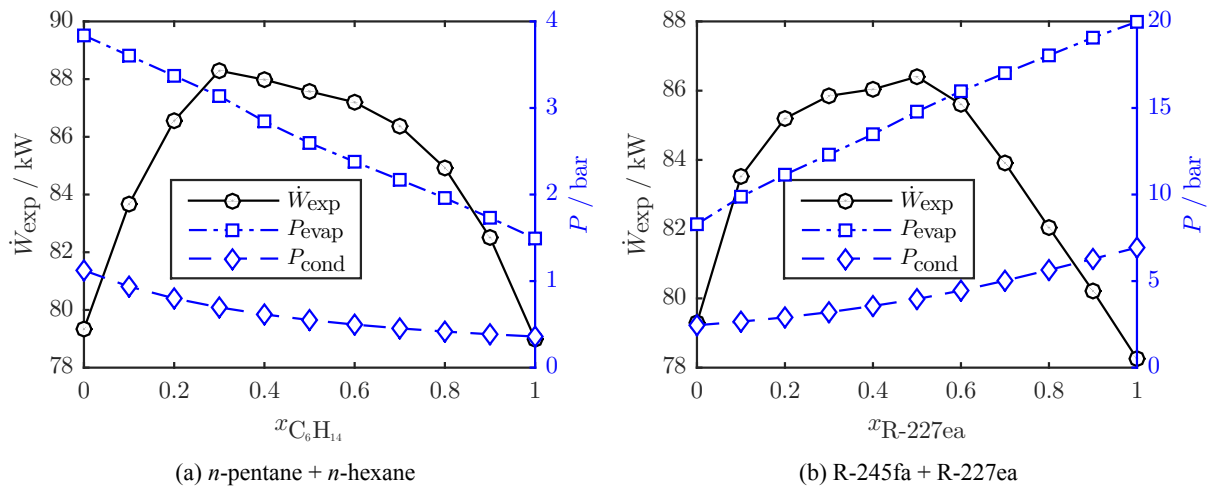 90
88
86
84
82
80
78
Ẇexp / kW
4
3
2
1
0
P / bar
Ẇexp
Pevap
Pcond
0 0.2 0.4 0.6 0.8 1
xC₆H₁₄
(a) n-pentane + n-hexane
88
86
84
82
80
78
Ẇexp / kW
20
15
10
5
0
P / bar
Ẇexp
Pevap
Pcond
0 0.2 0.4 0.6 0.8 1
xR-227ea
(b) R-245fa + R-227ea